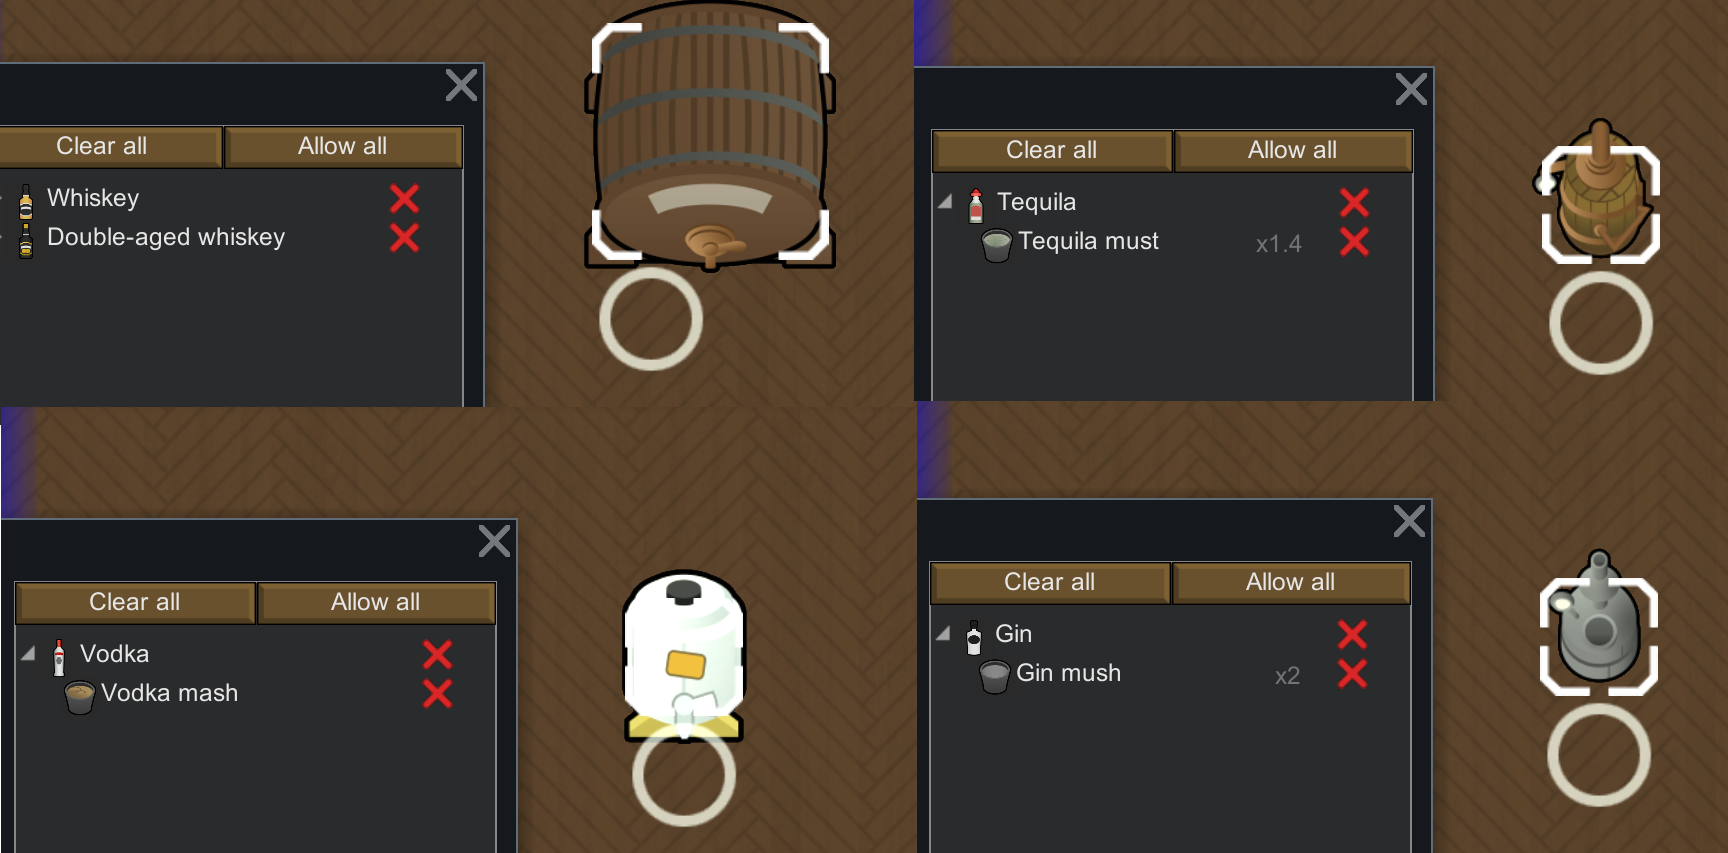 Clear all Allow all
Whiskey
Double-aged whiskey
Clear all Allow all
Tequila
Tequila must x1.4
Clear all Allow all
Vodka
Vodka mash
Clear all Allow all
Gin
Gin mush x2